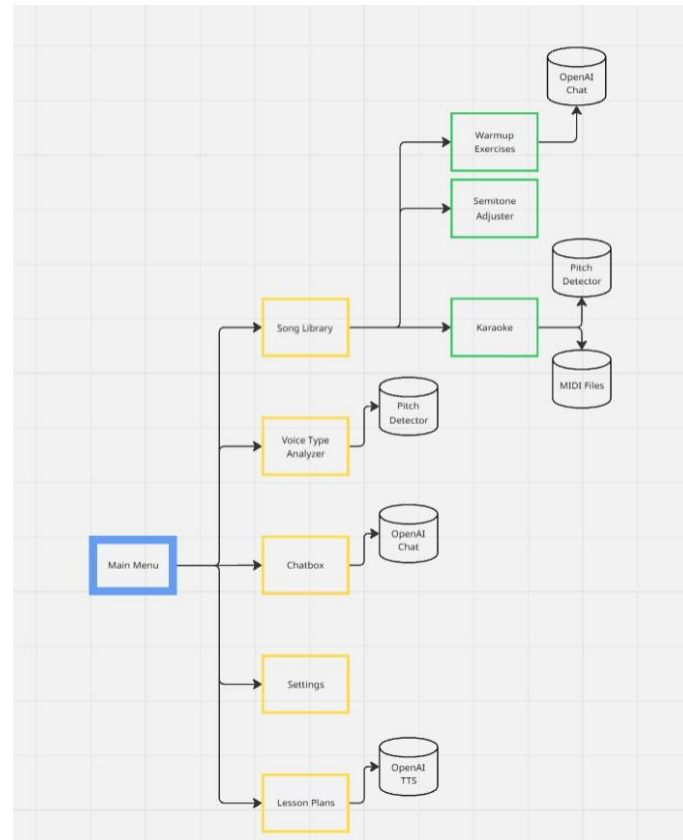 OpenAI
Chat
Warmup
Exercises
Semitone
Adjuster
Pitch
Detector
Song Library
Karaoke
MIDI Files
Pitch
Detector
Voice Type
Analyzer
OpenAI
Chat
Main Menu
Chatbox
Settings
OpenAI
TTS
Lesson Plans